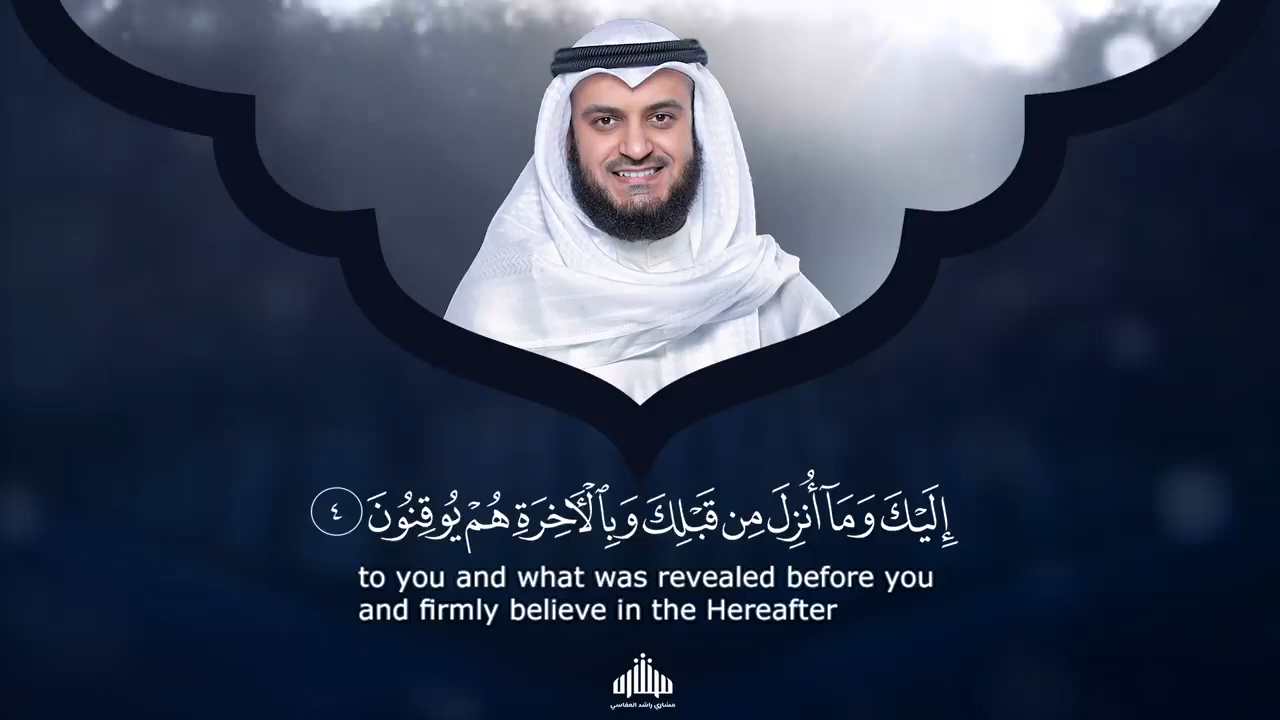 إِلَيْكَ وَمَآ أُنزِلَ مِن قَبْلِكَ وَبِٱلْأَخِرَةِ هُمْ يُوقِنُونَ ٤
to you and what was revealed before you
and firmly believe in the Hereafter
مشاري راشد العفاسي